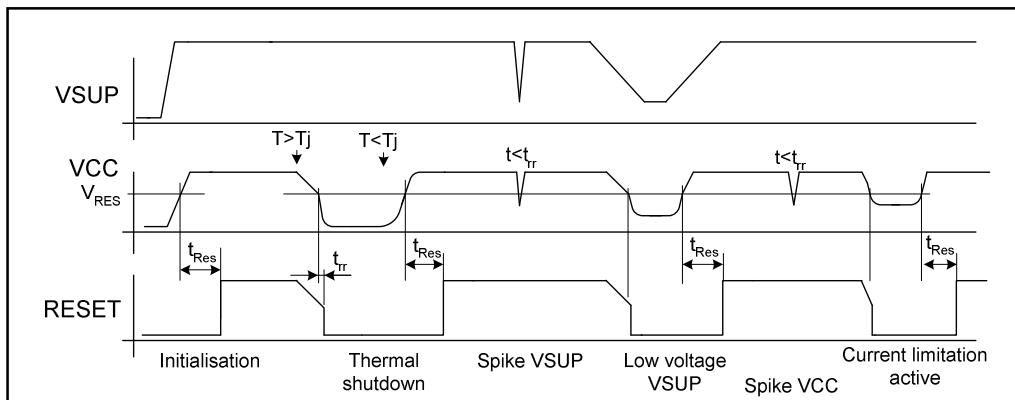 VSUP
T>Tj
T<Tj
VCC
t<trr
t<trr
VRES
tRes
trr
tRes
tRes
tRes
RESET
Initialisation
Thermal
shutdown
Spike VSUP
Low voltage
VSUP
Spike VCC
Current limitation
active